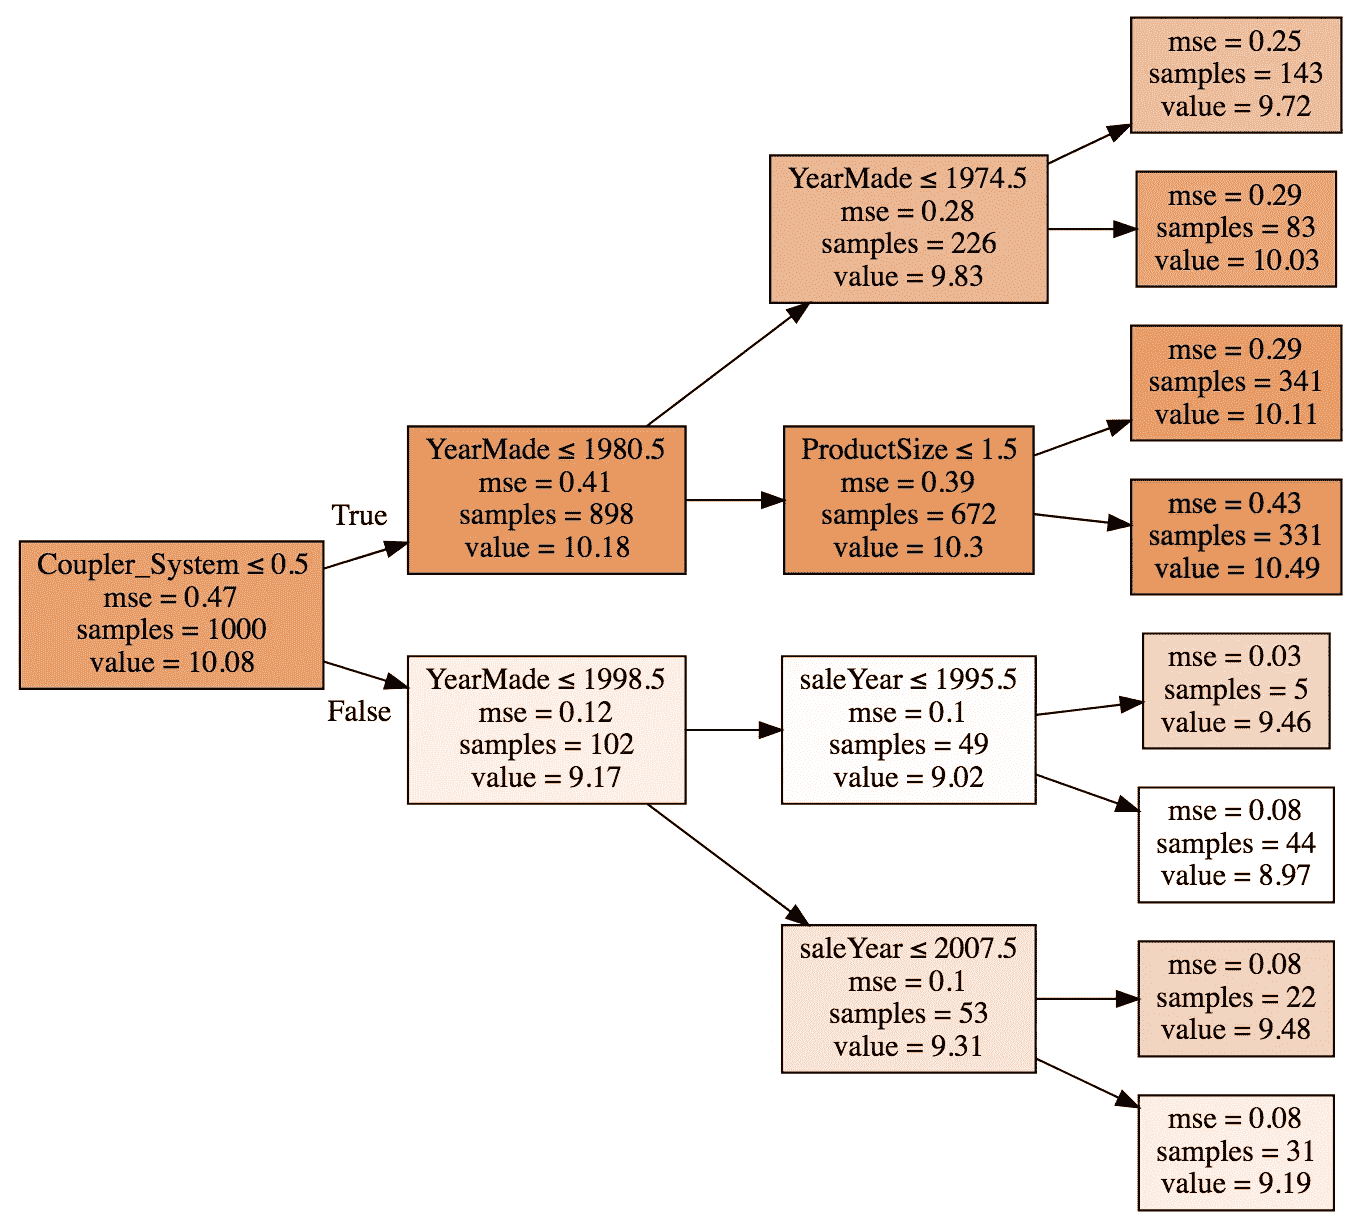 Coupler_System ≤ 0.5
mse = 0.47
samples = 1000
value = 10.08
True
False
YearMade ≤ 1980.5
mse = 0.41
samples = 898
value = 10.18
YearMade ≤ 1998.5
mse = 0.12
samples = 102
value = 9.17
YearMade ≤ 1974.5
mse = 0.28
samples = 226
value = 9.83
ProductSize ≤ 1.5
mse = 0.39
samples = 672
value = 10.3
saleYear ≤ 1995.5
mse = 0.1
samples = 49
value = 9.02
saleYear ≤ 2007.5
mse = 0.1
samples = 53
value = 9.31
mse = 0.25
samples = 143
value = 9.72
mse = 0.29
samples = 83
value = 10.03
mse = 0.29
samples = 341
value = 10.11
mse = 0.43
samples = 331
value = 10.49
mse = 0.03
samples = 5
value = 9.46
mse = 0.08
samples = 44
value = 8.97
mse = 0.08
samples = 22
value = 9.48
mse = 0.08
samples = 31
value = 9.19